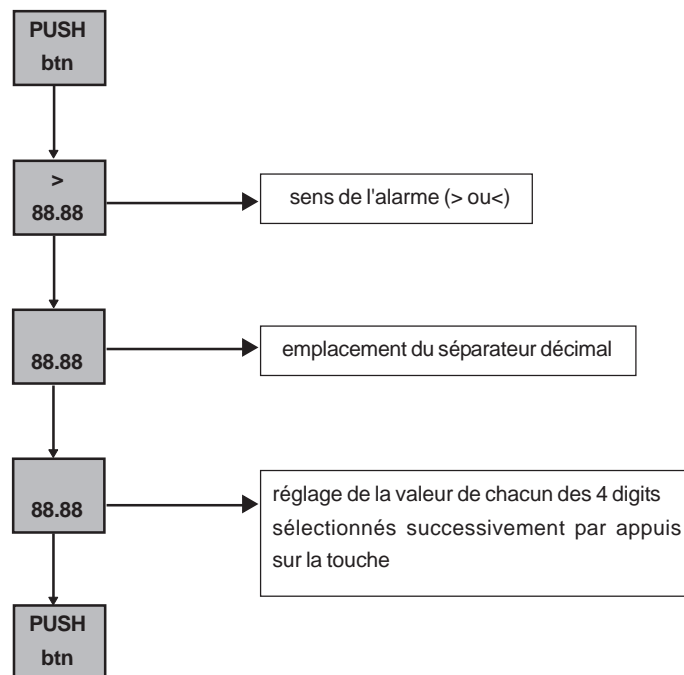 PUSH
btn
>
88.88
sens de l'alarme (> ou<)
88.88
emplacement du séparateur décimal
88.88
réglage de la valeur de chacun des 4 digits
sélectionnés successivement par appuis
sur la touche
PUSH
btn